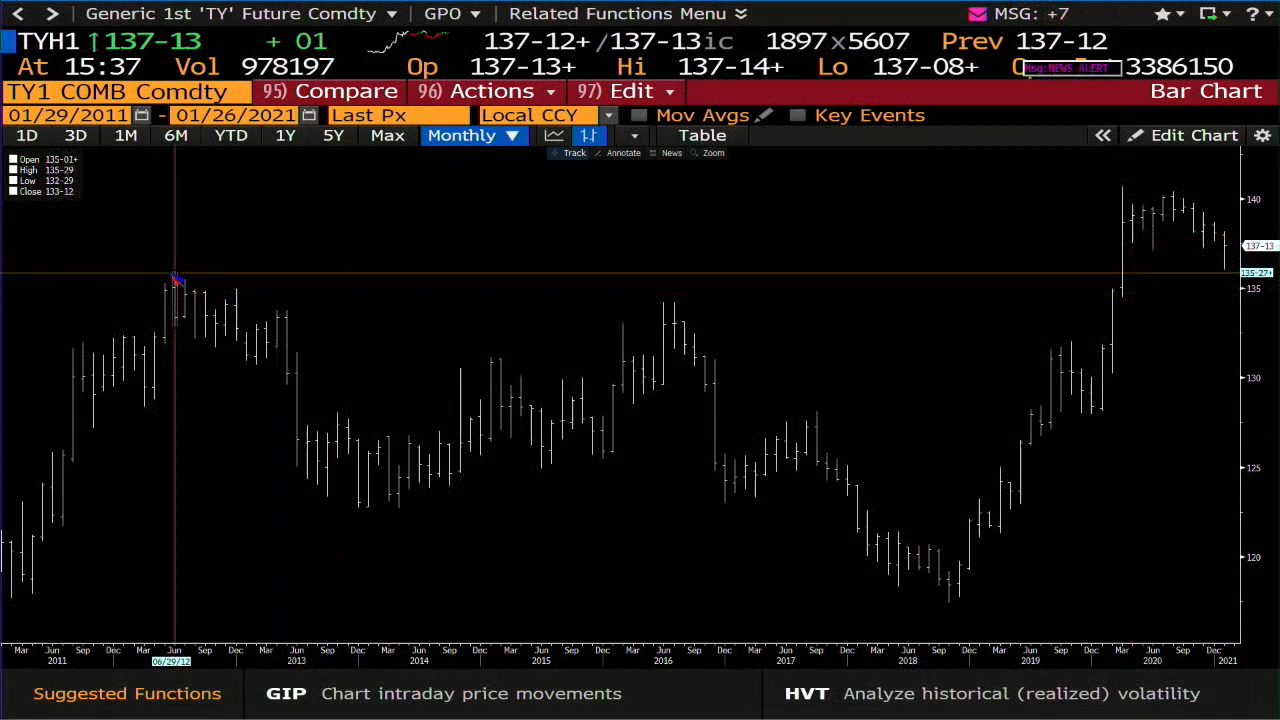 Generic 1st 'TY' Future Comdty GPO Related Functions Menu MSG: +7 ?
TYH1 ↑137-13 + 01 137-12+/137-13ic 1897x5607 Prev 137-12
At 15:37 Vol 978197 Op 137-13+ Hi 137-14+ Lo 137-08+ 3386150
Msg:NEWS ALERT
TY1 COMB Comdty 95) Compare 96) Actions 97) Edit Bar Chart
01/29/2011 - 01/26/2021 Last Px Local CCY Mov Avgs Key Events
1D 3D 1M 6M YTD 1Y 5Y Max Monthly ▼ Table « Edit Chart
Track Annotate News Zoom
Open 135-01+
High 135-29
Low 132-29
Close 133-12
140
137-13
135-27+
135
130
125
120
Mar Jun Sep Dec Mar Jun Sep Dec Mar Jun Sep Dec Mar Jun Sep Dec Mar Jun Sep Dec Mar Jun Sep Dec Mar Jun Sep Dec Mar Jun Sep Dec Mar Jun Sep Dec Mar Jun Sep Dec
2011 06/29/12 2013 2014 2015 2016 2017 2018 2019 2020 2021
Suggested Functions GIP Chart intraday price movements HVT Analyze historical (realized) volatility